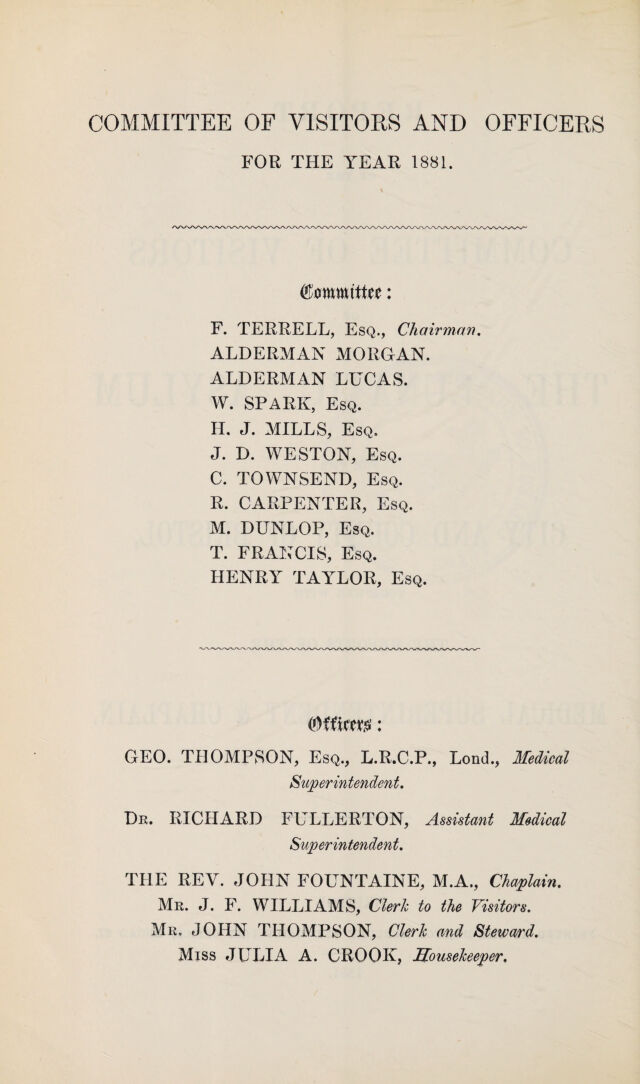 COMMITTEE OF VISITORS AND OFFICERS
FOR THE YEAR 1881.
Committee:
F. TERRELL, Esq., Chairman.
ALDERMAN MORGAN.
ALDERMAN LUCAS.
W. SPARK, Esq.
H. J. MILLS, Esq.
J. D. WESTON, Esq.
C. TOWNSEND, Esq.
R. CARPENTER, Esq.
M. DUNLOP, Esq.
T. FRANCIS, Esq.
HENRY TAYLOR, Esq.
Officers:
GEO. THOMPSON, Esq., L.R.C.P., Lond., Medical
Superintendent.
Dr. RICHARD FULLERTON, Assistant Medical
Superintendent.
THE REV. JOHN FOUNTAINE, M.A., Chaplain.
Mr. J. F. WILLIAMS, Clerk to the Visitors.
Mr. JOHN THOMPSON, Clerk and Steward.
Miss JULIA A. CROOK, Housekeeper.